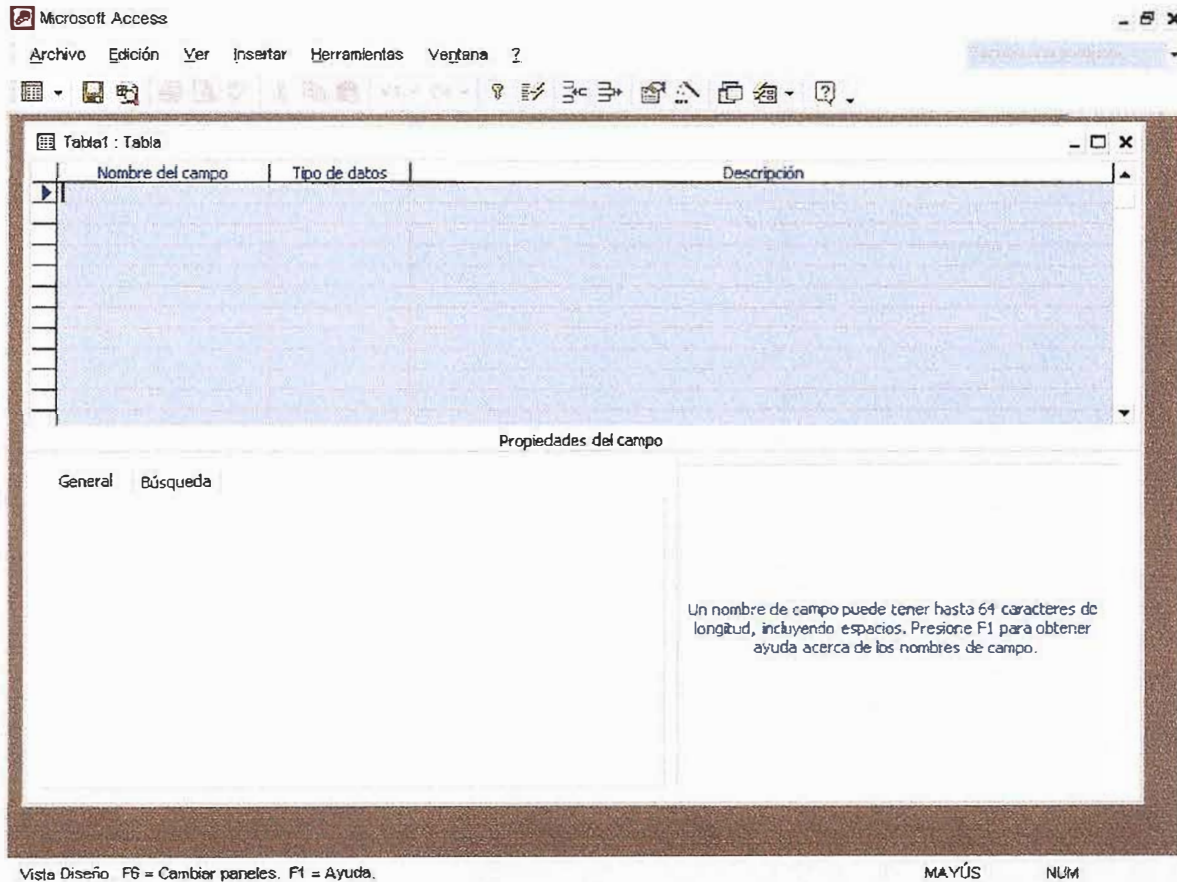 Microsoft Access
Archivo Edición Ver Insertar Herramientas Ventana ?
Tabla1 : Tabla
Nombre del campo Tipo de datos Descripción
Propiedades del campo
General Búsqueda
Un nombre de campo puede tener hasta 64 caracteres de
longitud, incluyendo espacios. Presione F1 para obtener
ayuda acerca de los nombres de campo.
Vista Diseño. F6 = Cambiar paneles. F1 = Ayuda. MAYÚS NUM